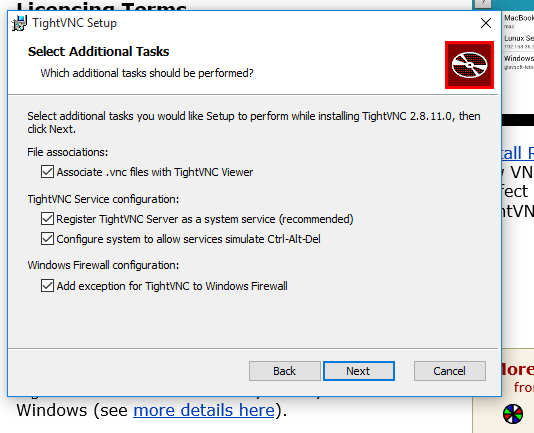 Licensing Terms
TightVNC Setup
Select Additional Tasks
Which additional tasks should be performed?
Select additional tasks you would like Setup to perform while installing TightVNC 2.8.11.0, then
click Next.
File associations:
Associate .vnc files with TightVNC Viewer
TightVNC Service configuration:
Register TightVNC Server as a system service (recommended)
Configure system to allow services simulate Ctrl-Alt-Del
Windows Firewall configuration:
Add exception for TightVNC to Windows Firewall
Back
Next
Cancel
Windows (see more details here).
MacBook
mac
Lunux Se
Windows
all R
VN
fect
htVN
More
from